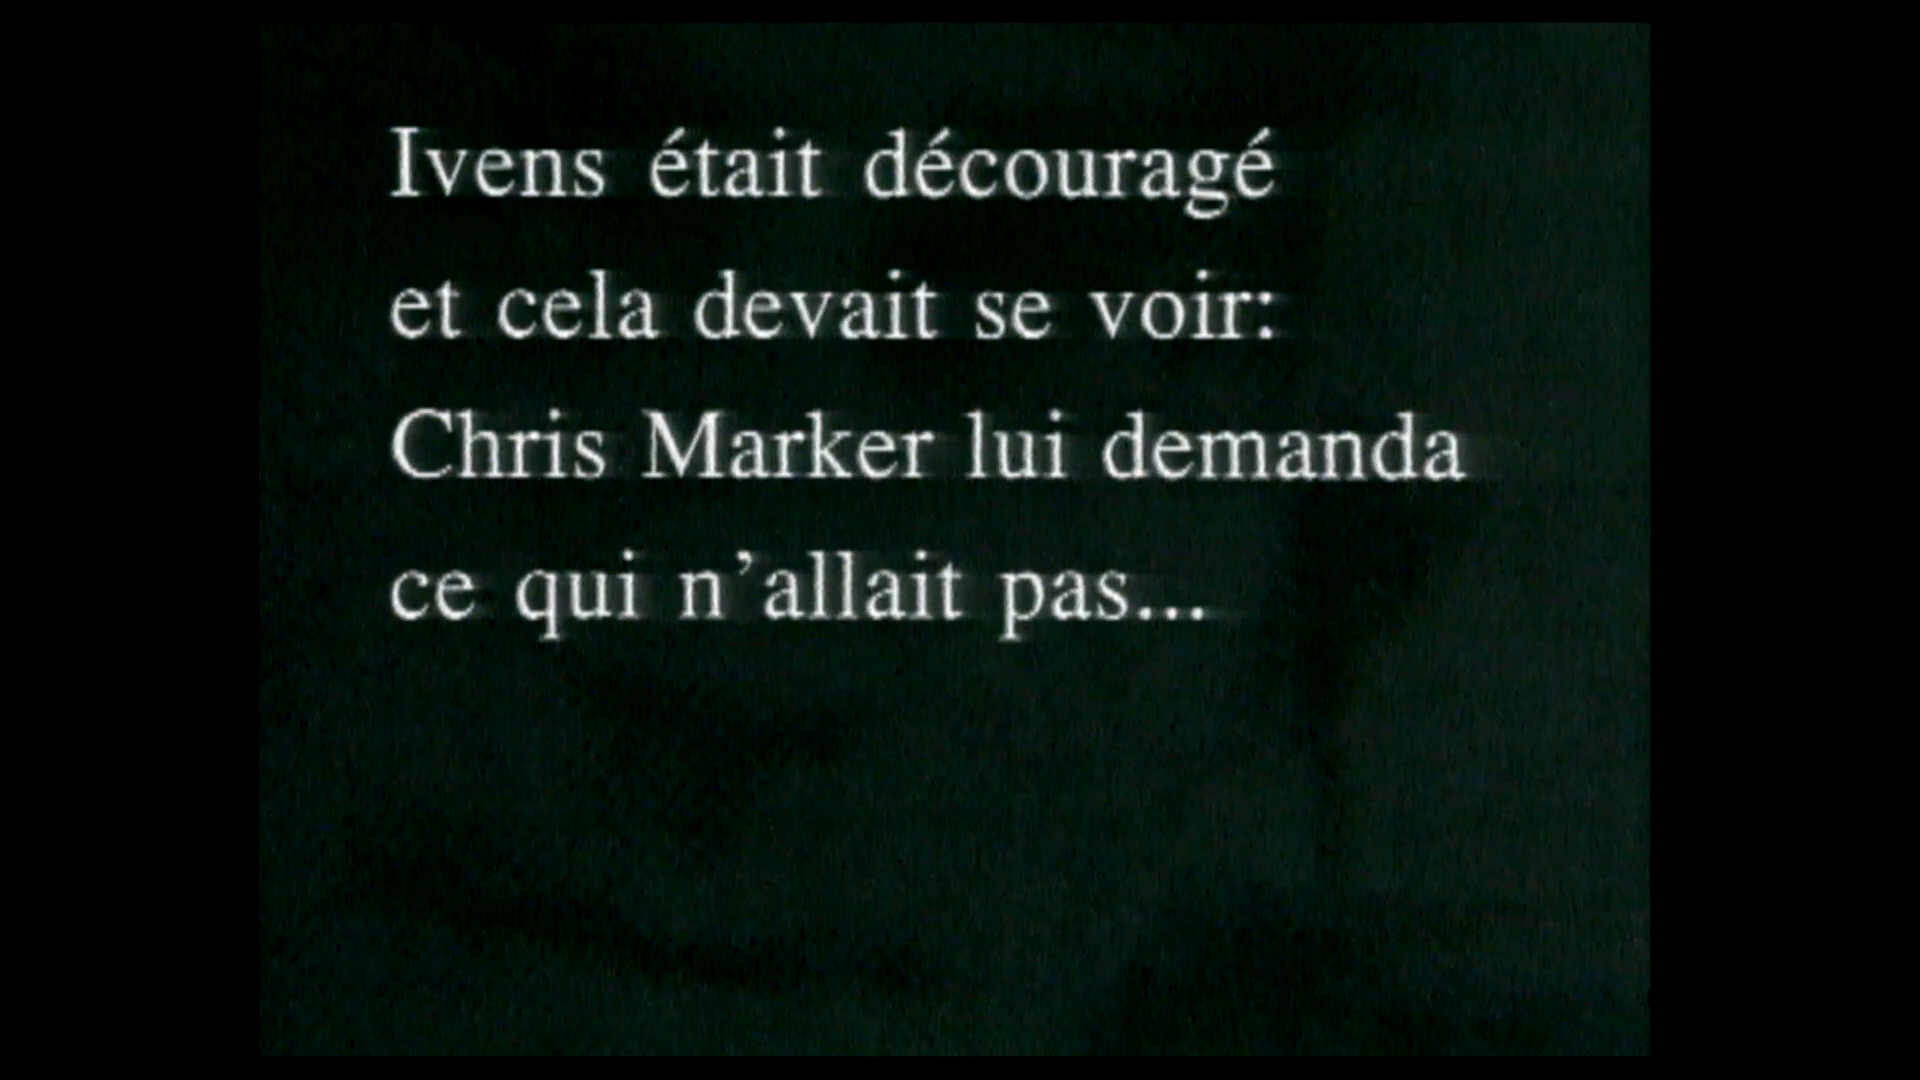 Ivens était découragé
et cela devait se voir:
Chris Marker lui demanda
ce qui n’allait pas...